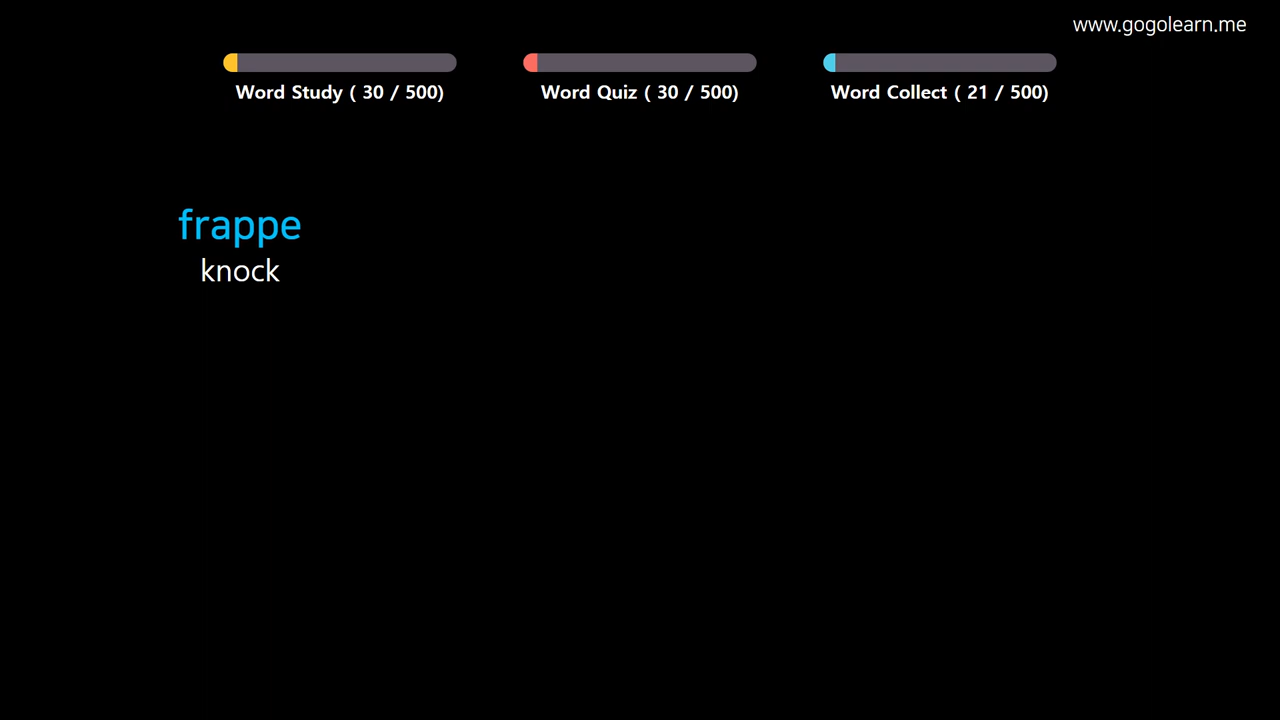 www.gogolearn.me
Word Study ( 30 / 500)
Word Quiz ( 30 / 500)
Word Collect ( 21 / 500)
frappe
knock